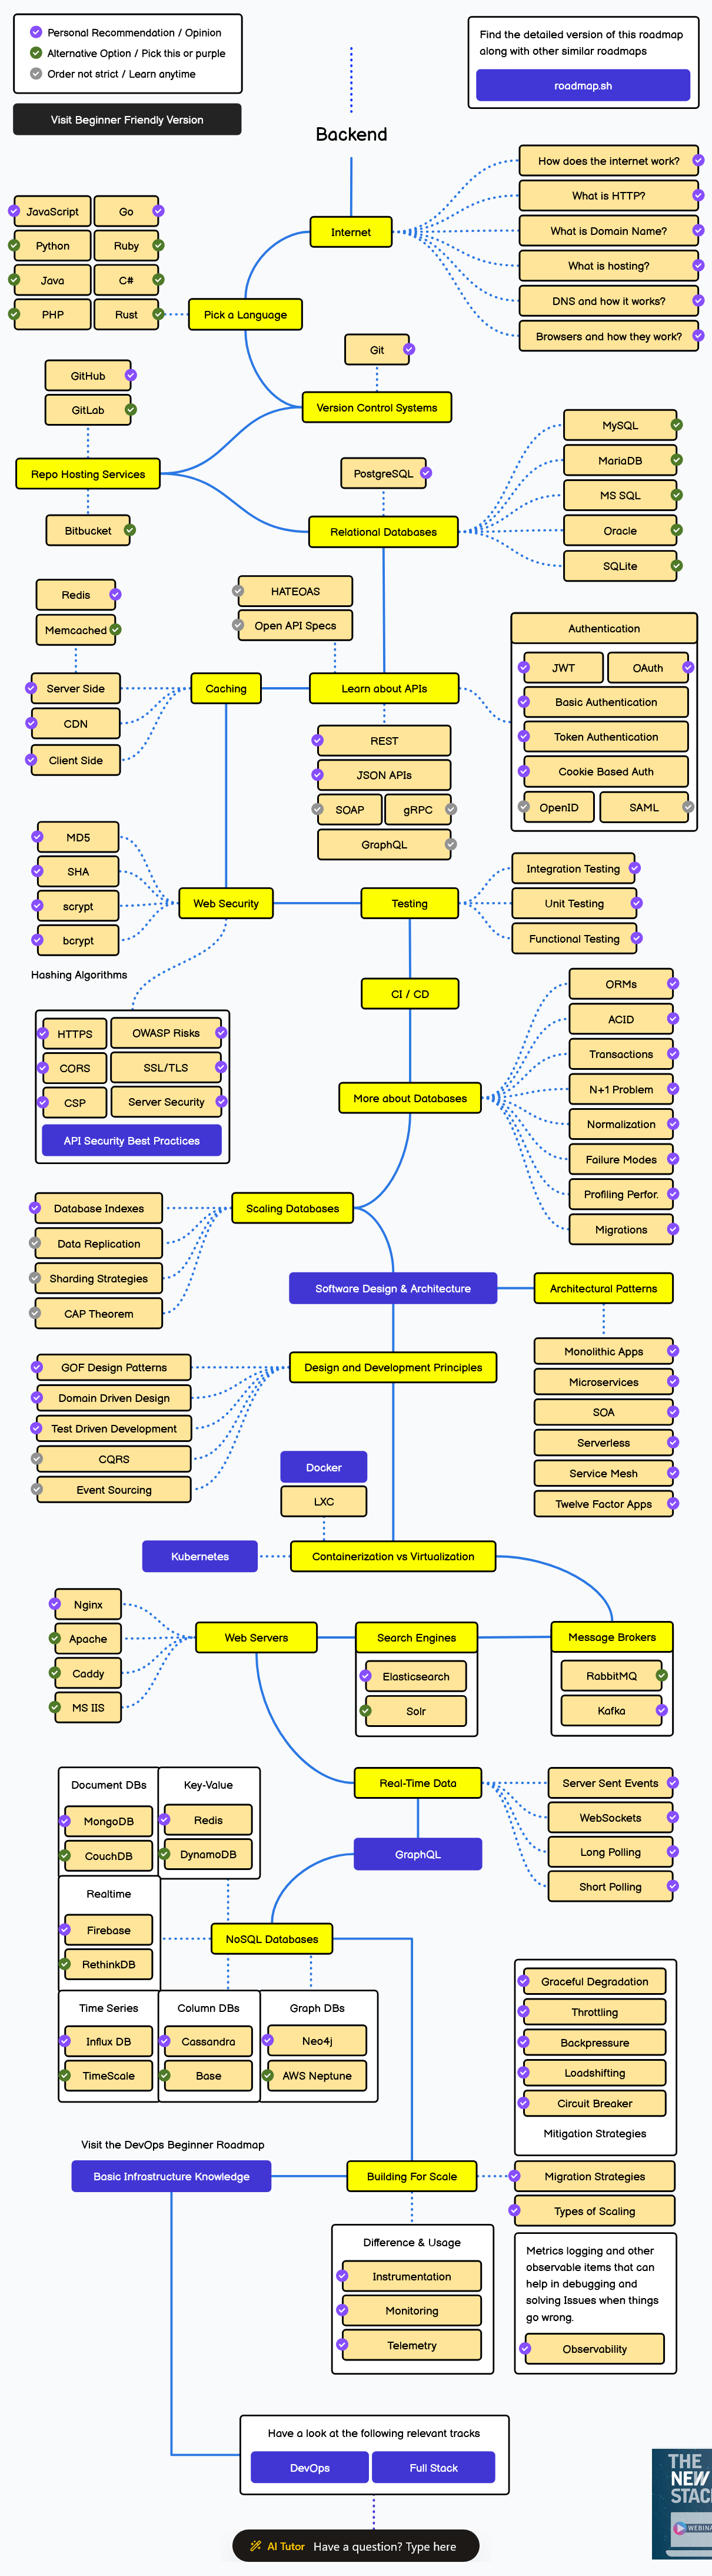 Personal Recommendation / Opinion
Alternative Option / Pick this or purple
Order not strict / Learn anytime
Visit Beginner Friendly Version
Find the detailed version of this roadmap
along with other similar roadmaps
roadmap.sh
Backend
Internet
How does the internet work?
What is HTTP?
What is Domain Name?
What is hosting?
DNS and how it works?
Browsers and how they work?
JavaScript
Go
Python
Ruby
Java
C#
PHP
Rust
Pick a Language
Git
Version Control Systems
GitHub
GitLab
Repo Hosting Services
Bitbucket
PostgreSQL
Relational Databases
MySQL
MariaDB
MS SQL
Oracle
SQLite
Redis
Memcached
Server Side
CDN
Client Side
Caching
HATEOAS
Open API Specs
Learn about APIs
REST
JSON APIs
SOAP
gRPC
GraphQL
Authentication
JWT
OAuth
Basic Authentication
Token Authentication
Cookie Based Auth
OpenID
SAML
MD5
SHA
scrypt
bcrypt
Hashing Algorithms
Web Security
Testing
Integration Testing
Unit Testing
Functional Testing
CI / CD
HTTPS
OWASP Risks
CORS
SSL/TLS
CSP
Server Security
API Security Best Practices
More about Databases
ORMs
ACID
Transactions
N+1 Problem
Normalization
Failure Modes
Profiling Perfor.
Migrations
Scaling Databases
Database Indexes
Data Replication
Sharding Strategies
CAP Theorem
Software Design & Architecture
Architectural Patterns
Monolithic Apps
Microservices
SOA
Serverless
Service Mesh
Twelve Factor Apps
Design and Development Principles
GOF Design Patterns
Domain Driven Design
Test Driven Development
CQRS
Event Sourcing
Docker
LXC
Kubernetes
Containerization vs Virtualization
Nginx
Apache
Caddy
MS IIS
Web Servers
Search Engines
Elasticsearch
Solr
Message Brokers
RabbitMQ
Kafka
Real-Time Data
Server Sent Events
WebSockets
Long Polling
Short Polling
GraphQL
Document DBs
MongoDB
CouchDB
Key-Value
Redis
DynamoDB
Realtime
Firebase
RethinkDB
NoSQL Databases
Time Series
Influx DB
TimeScale
Column DBs
Cassandra
Base
Graph DBs
Neo4j
AWS Neptune
Graceful Degradation
Throttling
Backpressure
Loadshifting
Circuit Breaker
Mitigation Strategies
Visit the DevOps Beginner Roadmap
Basic Infrastructure Knowledge
Building For Scale
Migration Strategies
Types of Scaling
Difference & Usage
Instrumentation
Monitoring
Telemetry
Metrics logging and other
observable items that can
help in debugging and
solving Issues when things
go wrong.
Observability
Have a look at the following relevant tracks
DevOps
Full Stack
AI Tutor Have a question? Type here
THE
NEW
STAC
WEBINA